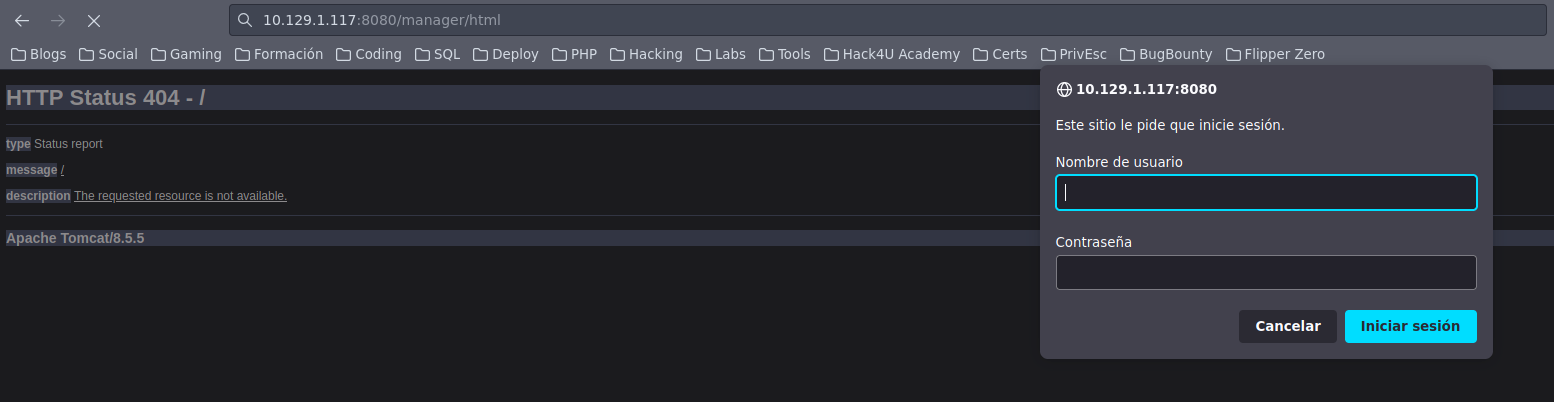 10.129.1.117:8080/manager/html
Blogs Social Gaming Formación Coding SQL Deploy PHP Hacking Labs Tools Hack4U Academy Certs PrivEsc BugBounty Flipper Zero
HTTP Status 404 - /
type Status report
message /
description The requested resource is not available.
Apache Tomcat/8.5.5
10.129.1.117:8080
Este sitio le pide que inicie sesión.
Nombre de usuario
Contraseña
Cancelar Iniciar sesión